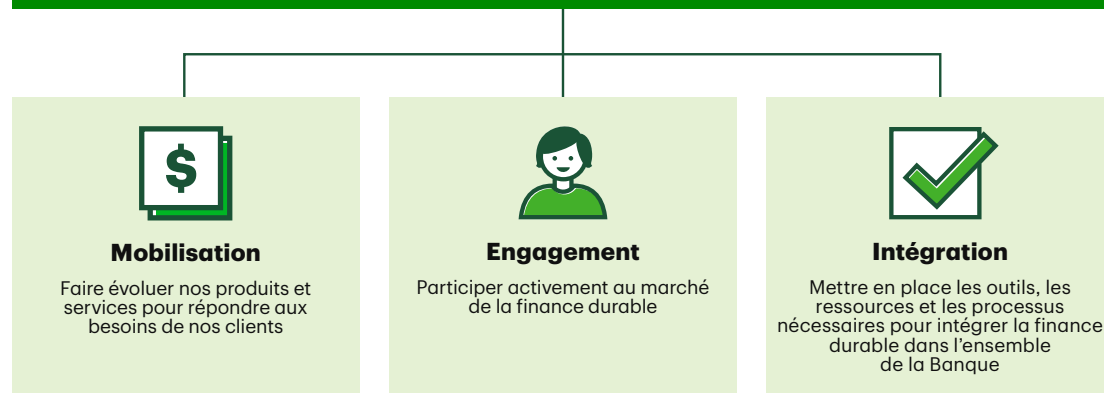 $
Mobilisation
Faire évoluer nos produits et
services pour répondre aux
besoins de nos clients
Engagement
Participer activement au marché
de la finance durable
Intégration
Mettre en place les outils, les
ressources et les processus
nécessaires pour intégrer la finance
durable dans l’ensemble
de la Banque